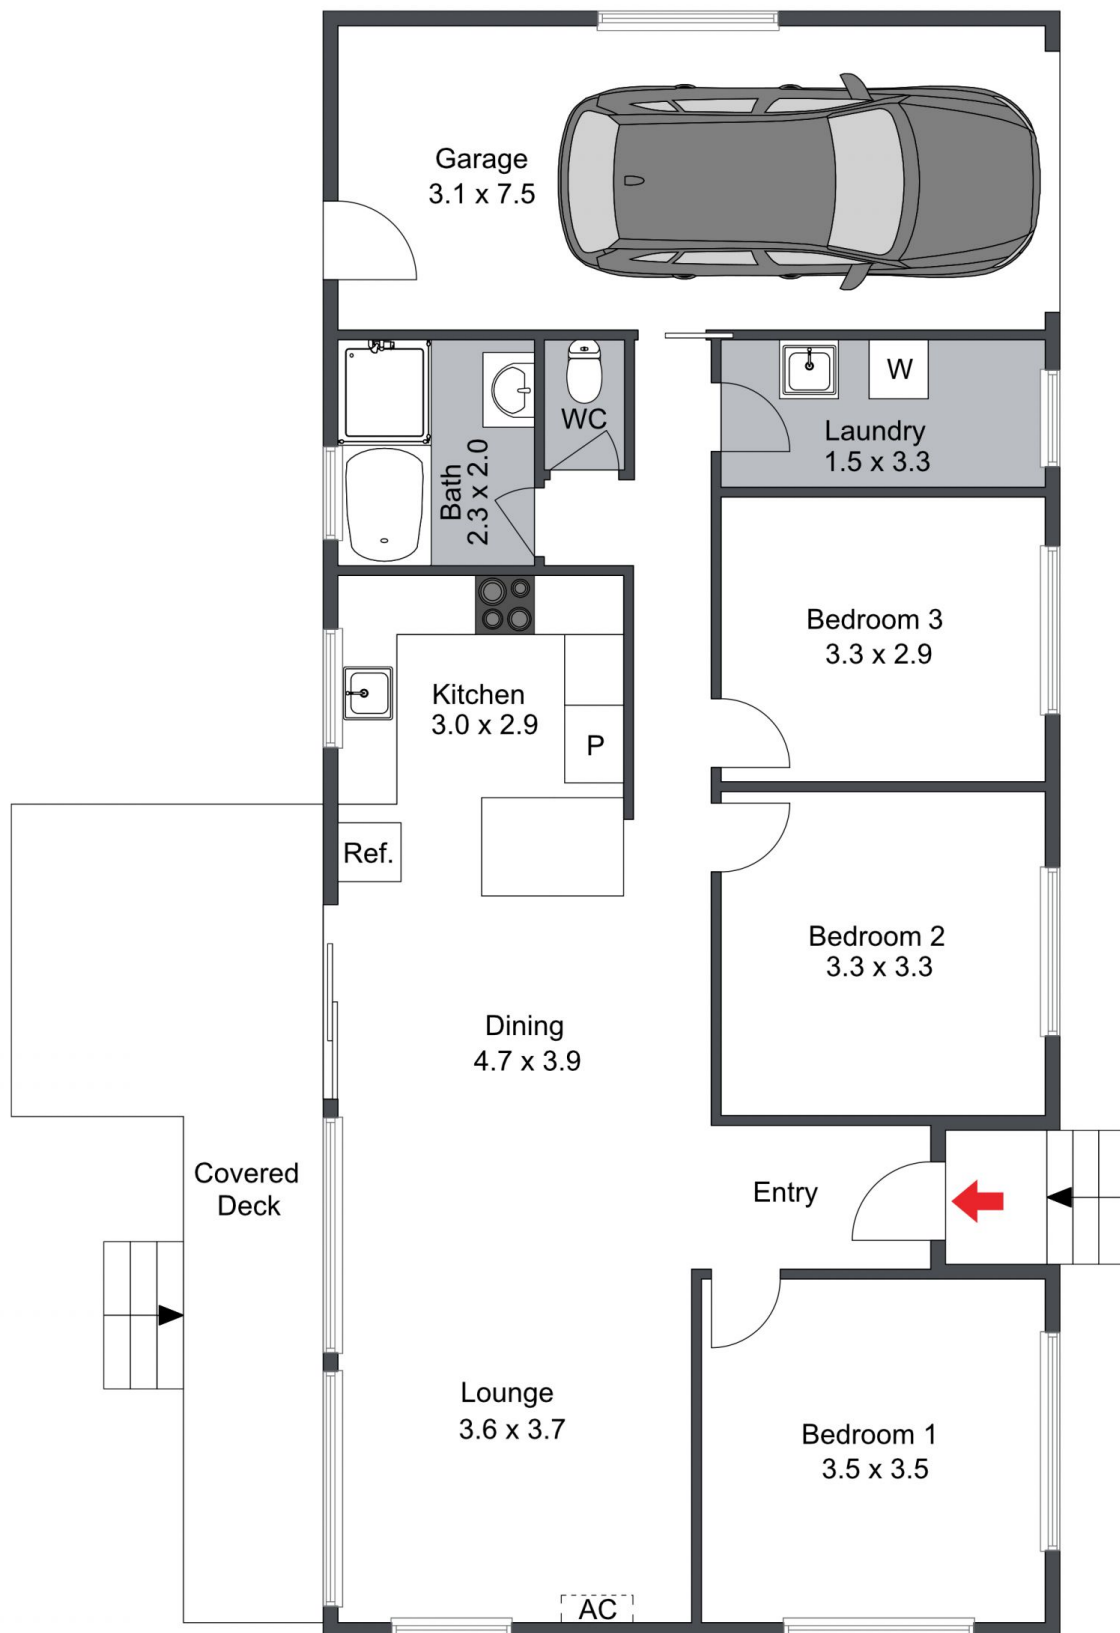 Garage
3.1 x 7.5
WC
W
Laundry
1.5 x 3.3
Bath
2.3 x 2.0
Bedroom 3
3.3 x 2.9
Kitchen
3.0 x 2.9
P
Ref.
Bedroom 2
3.3 x 3.3
Dining
4.7 x 3.9
Covered
Deck
Entry
Lounge
3.6 x 3.7
Bedroom 1
3.5 x 3.5
AC